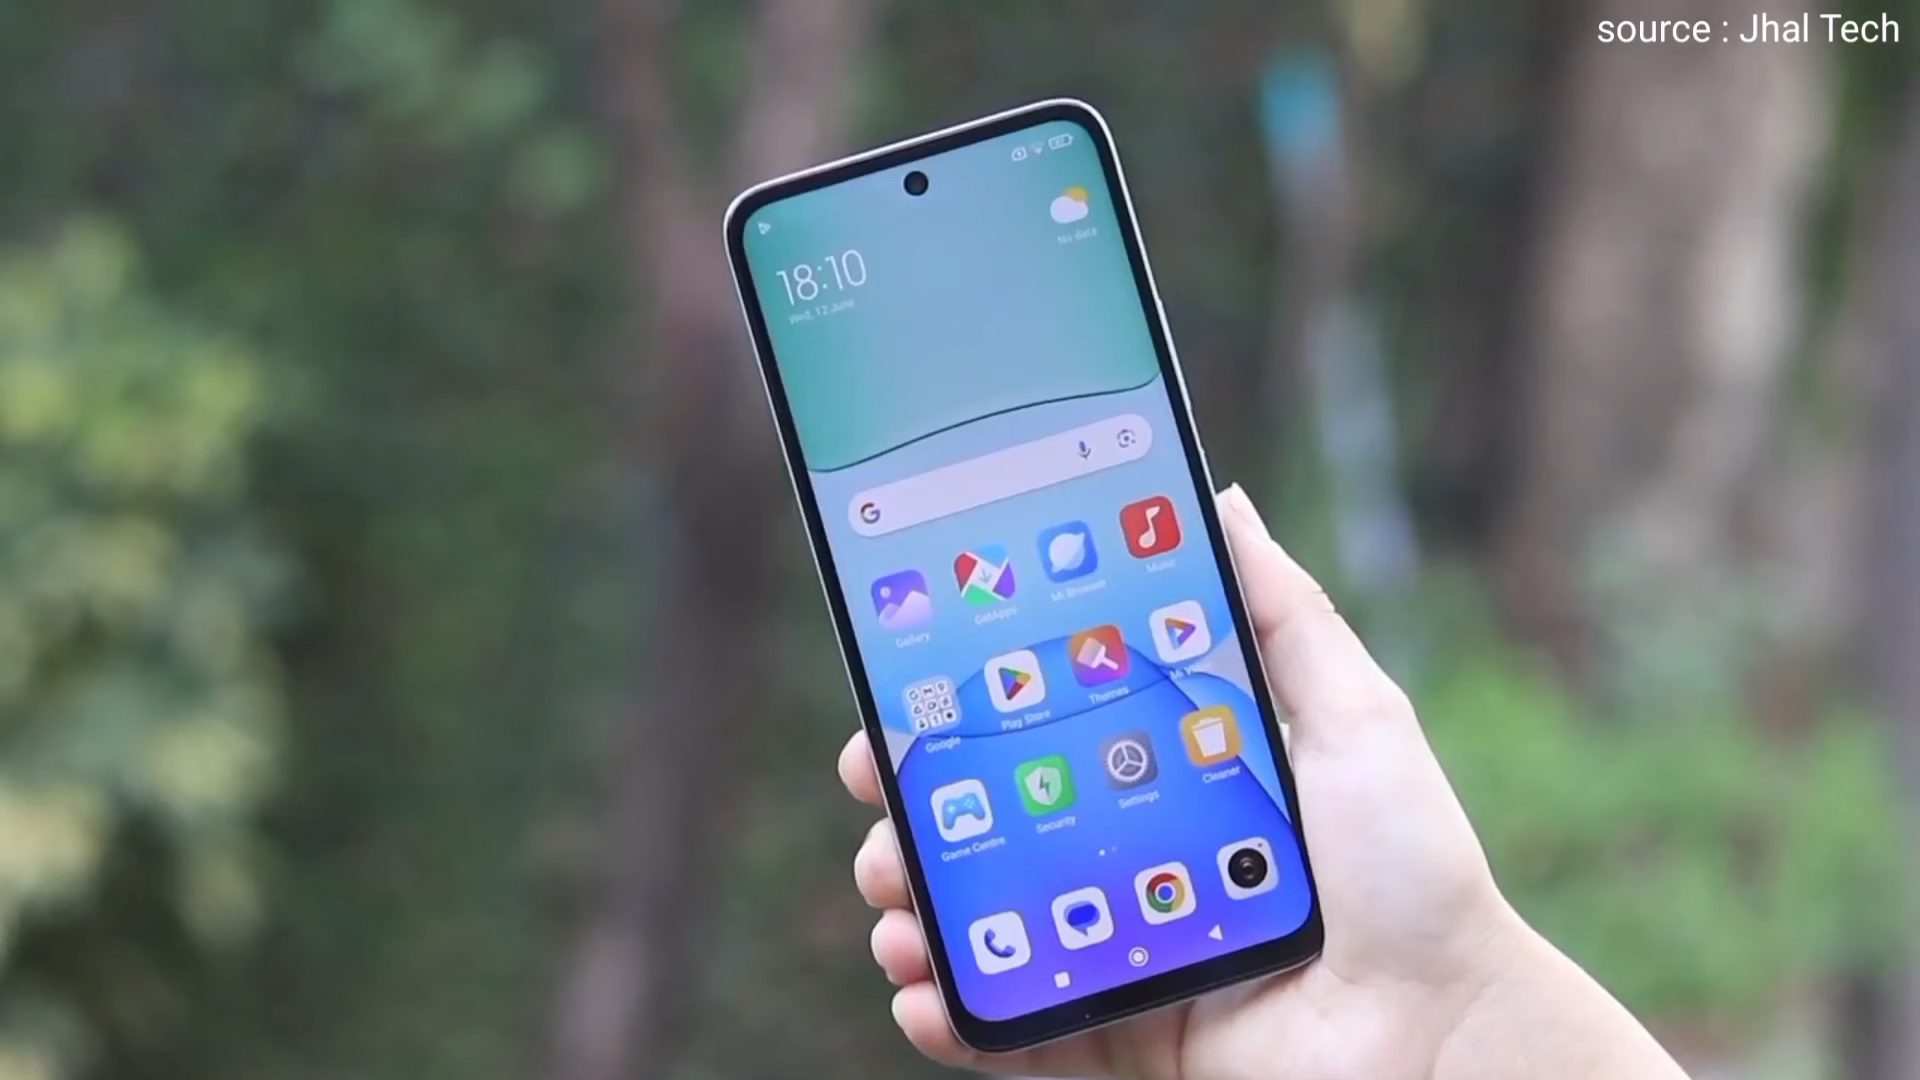 source : Jhal Tech
18:10
Wed, 12 June
No data
G
Gallery
GetApps
Mi Browser
Music
Google
Play Store
Themes
Game Centre
Security
Settings
Cleaner